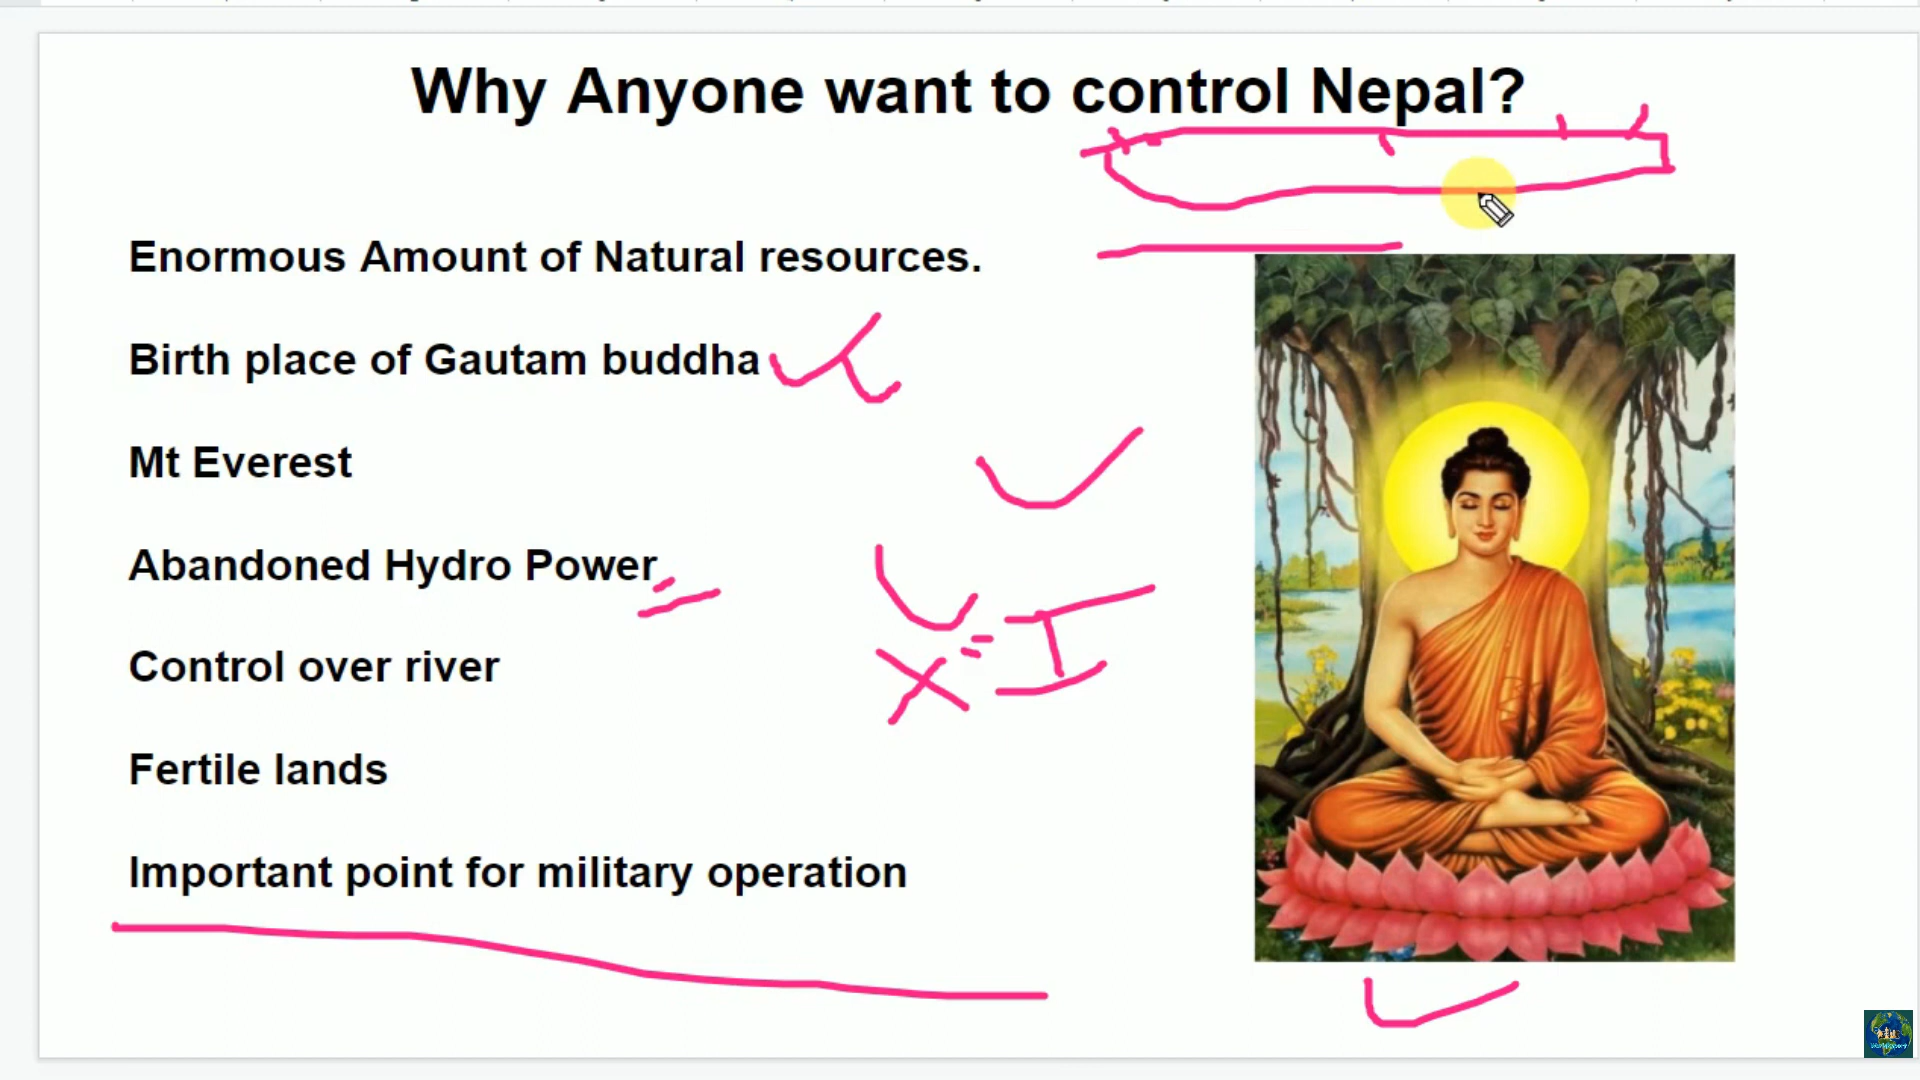 Why Anyone want to control Nepal?
Enormous Amount of Natural resources.
Birth place of Gautam buddha
Mt Everest
Abandoned Hydro Power
Control over river
Fertile lands
Important point for military operation